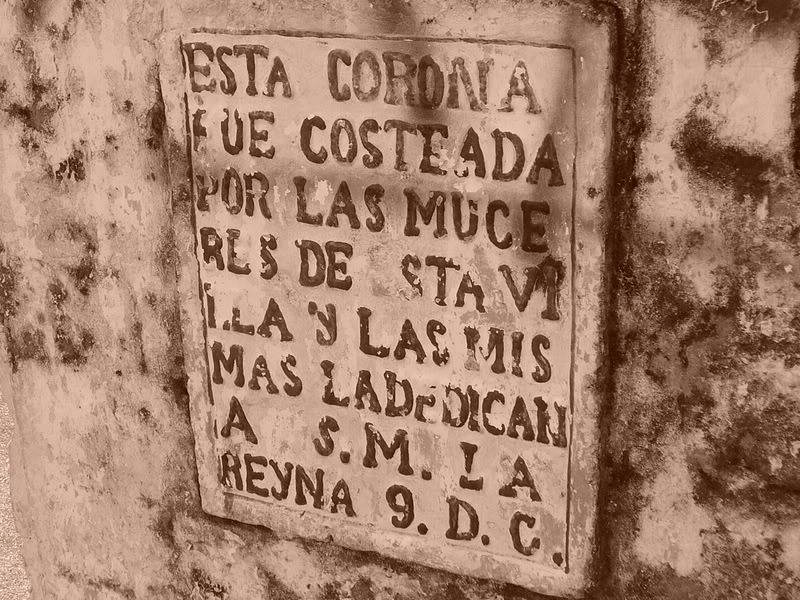 ESTA CORONA
FUE COSTEADA
POR LAS MUCE
RES DE STA VI
LLA Y LAS MIS
MAS LA DEDICAN
A S. M. LA
REYNA 9. D. C.